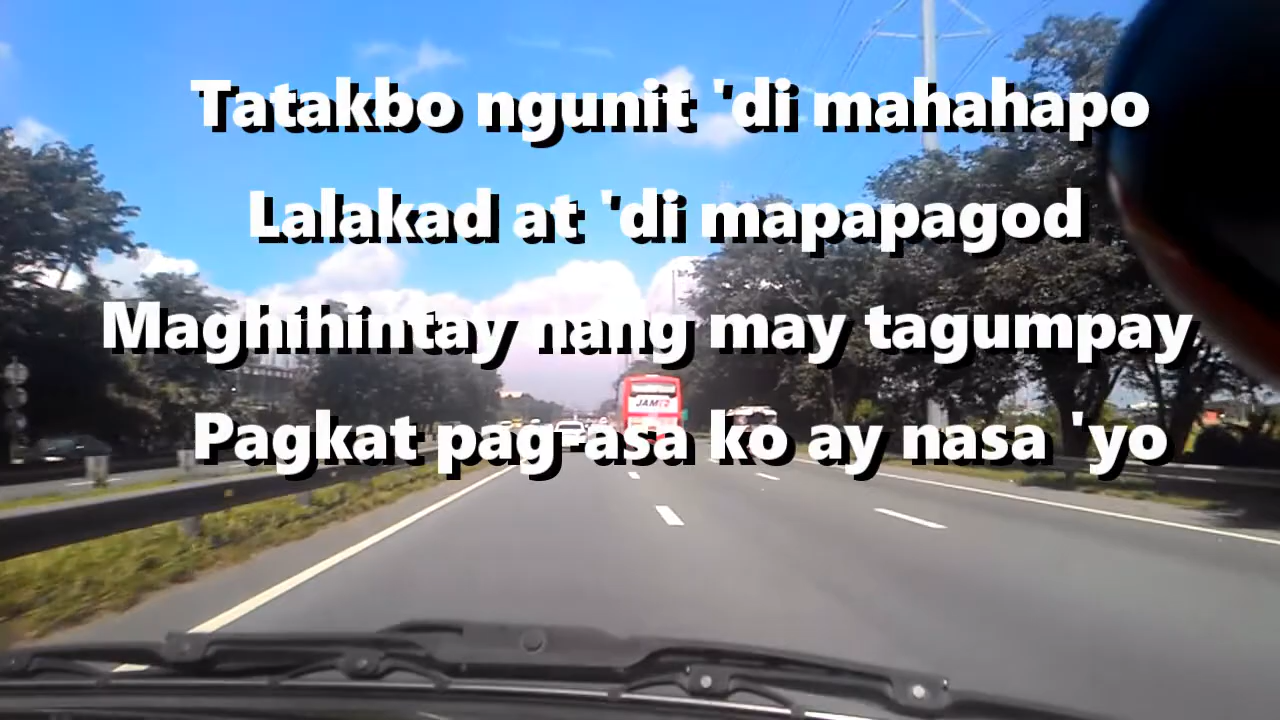 Tatakbo ngunit 'di mahahapo
Lalakad at 'di mapapagod
Maghihintay nang may tagumpay
Pagkat pag-asa ko ay nasa 'yo
JAM